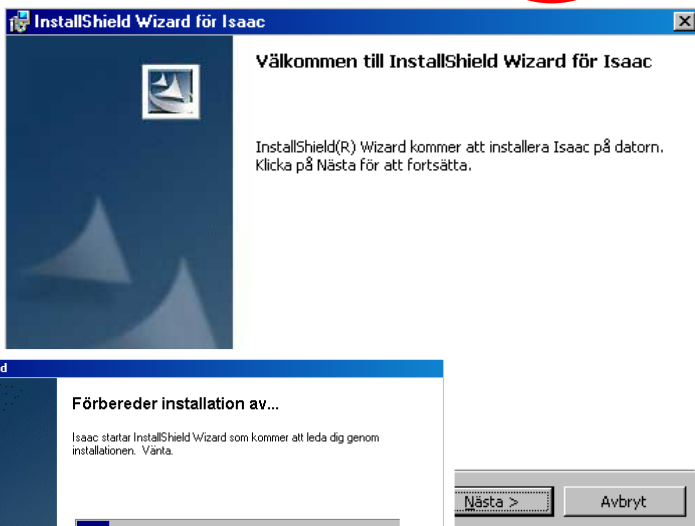 InstallShield Wizard för Isaac
Välkommen till InstallShield Wizard för Isaac
InstallShield(R) Wizard kommer att installera Isaac på datorn.
Klicka på Nästa för att fortsätta.
d
Förbereder installation av...
Isaac startar InstallShield Wizard som kommer att leda dig genom
installationen. Vänta.
Nästa >
Avbryt